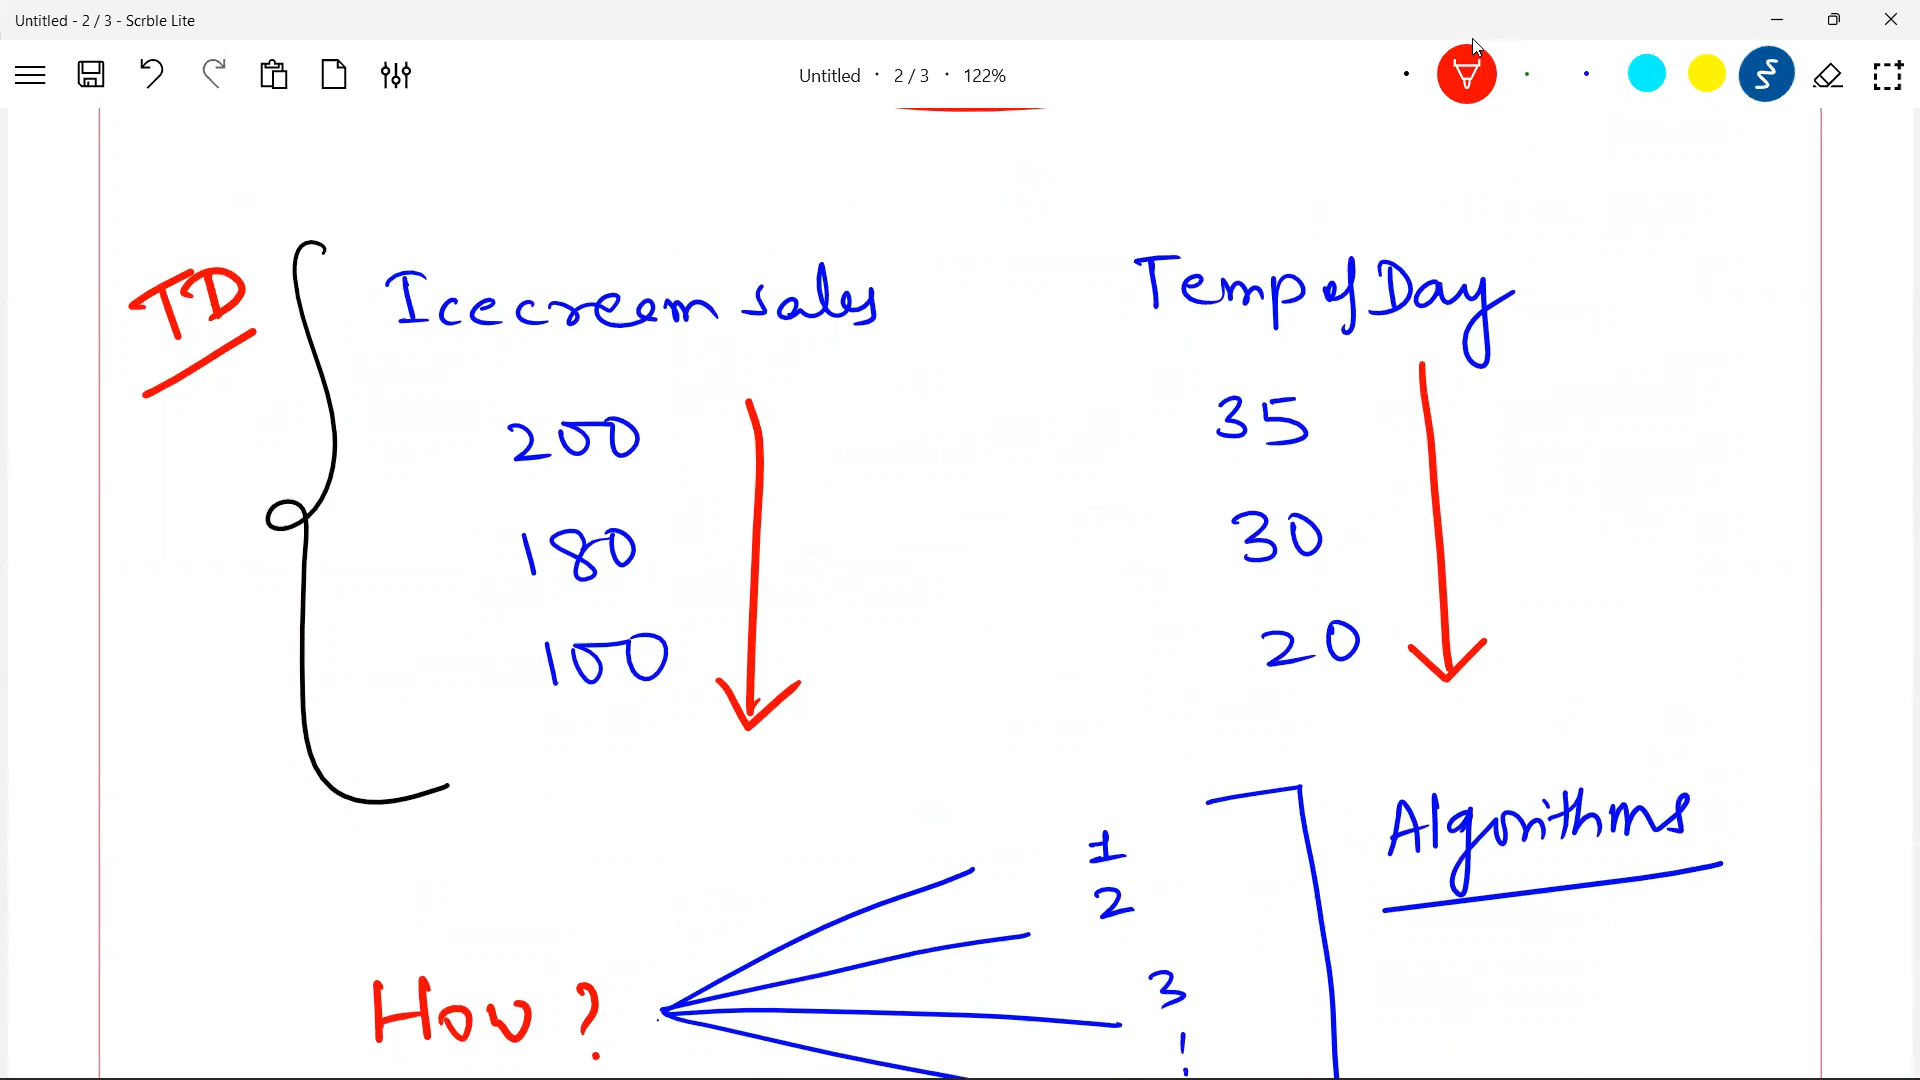 Untitled - 2 / 3 - Scrble Lite
Untitled · 2 / 3 · 122%
TD
Icecream sales Temp of Day
200 35
180 30
100 20
Algorithms
1
2
3
How ?